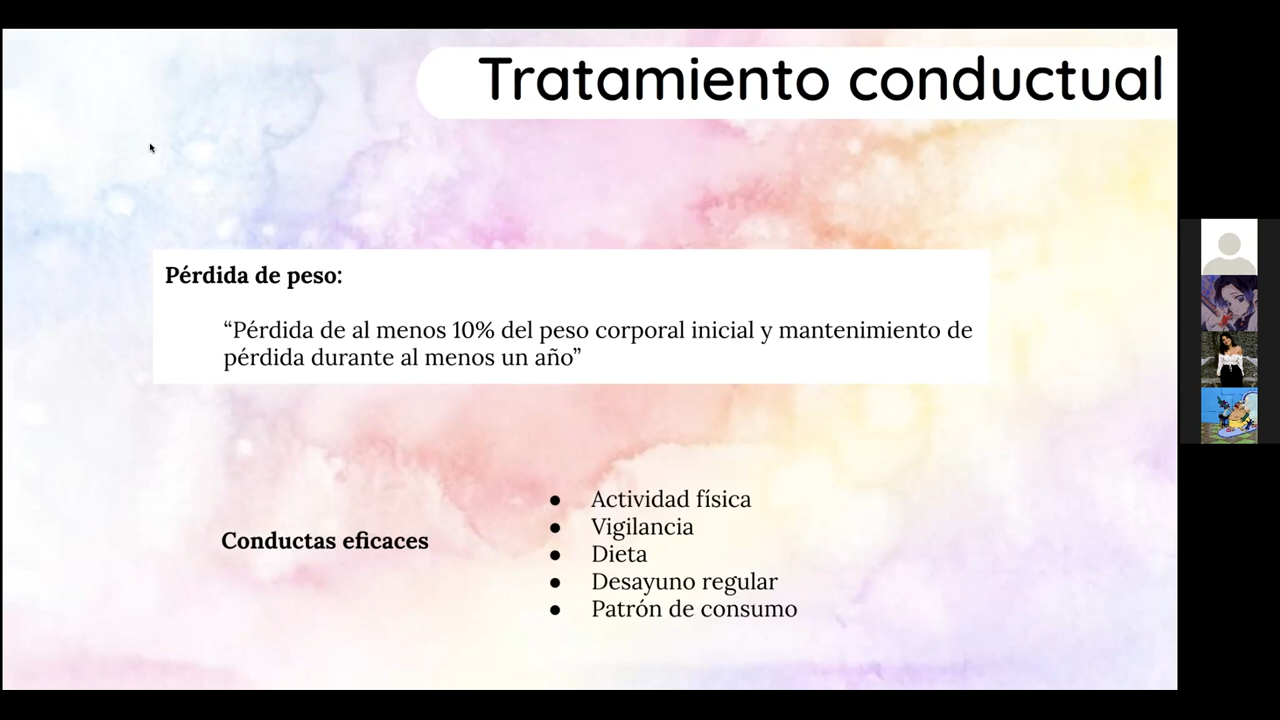 Tratamiento conductual
Pérdida de peso:
“Pérdida de al menos 10% del peso corporal inicial y mantenimiento de
pérdida durante al menos un año”
Conductas eficaces
● Actividad física
● Vigilancia
● Dieta
● Desayuno regular
● Patrón de consumo